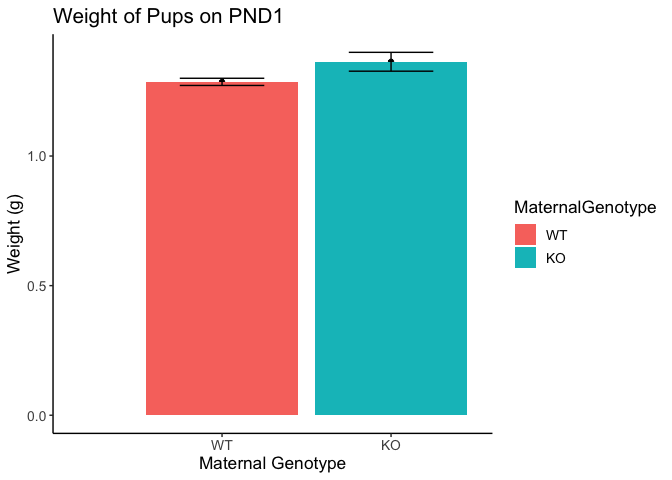 Weight of Pups on PND1
Weight (g)
1.0
0.5
0.0
WT
KO
Maternal Genotype
MaternalGenotype
WT
KO